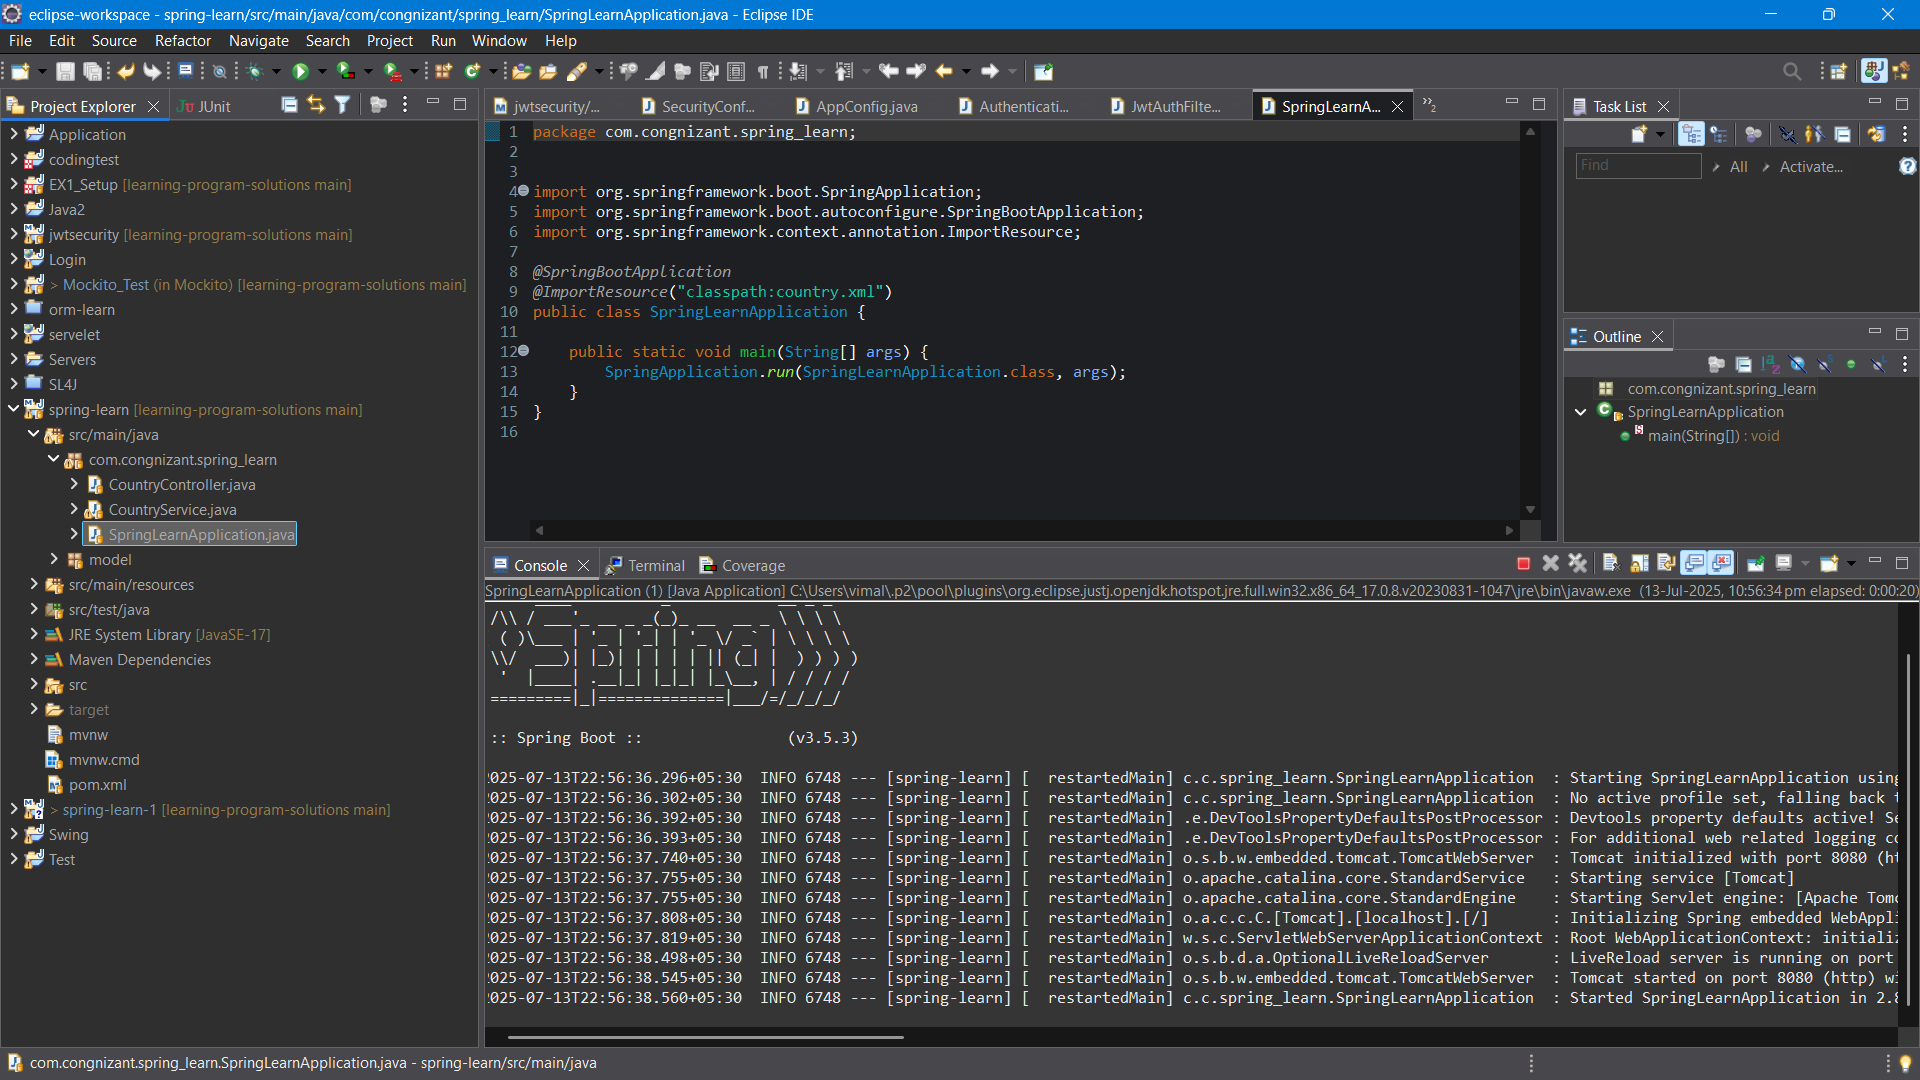 eclipse-workspace - spring-learn/src/main/java/com/congnizant/spring_learn/SpringLearnApplication.java - Eclipse IDE
File Edit Source Refactor Navigate Search Project Run Window Help
Project Explorer JUnit
Application
codingtest
EX1_Setup [learning-program-solutions main]
Java2
jwtsecurity [learning-program-solutions main]
Login
> Mockito_Test (in Mockito) [learning-program-solutions main]
orm-learn
servelet
Servers
SL4J
spring-learn [learning-program-solutions main]
src/main/java
com.congnizant.spring_learn
CountryController.java
CountryService.java
SpringLearnApplication.java
model
src/main/resources
src/test/java
JRE System Library [JavaSE-17]
Maven Dependencies
src
target
mvnw
mvnw.cmd
pom.xml
> spring-learn-1 [learning-program-solutions main]
Swing
Test
jwtsecurity/... SecurityConf... AppConfig.java Authenticati... JwtAuthFilte... SpringLearnA... »2
1 package com.congnizant.spring_learn;
2
3
4 import org.springframework.boot.SpringApplication;
5 import org.springframework.boot.autoconfigure.SpringBootApplication;
6 import org.springframework.context.annotation.ImportResource;
7
8 @SpringBootApplication
9 @ImportResource("classpath:country.xml")
10 public class SpringLearnApplication {
11
12 public static void main(String[] args) {
13 SpringApplication.run(SpringLearnApplication.class, args);
14 }
15 }
16
Task List
Find All Activate...
Outline
com.congnizant.spring_learn
SpringLearnApplication
main(String[]) : void
Console Terminal Coverage
SpringLearnApplication (1) [Java Application] C:\Users\vimal\.p2\pool\plugins\org.eclipse.justj.openjdk.hotspot.jre.full.win32.x86_64_17.0.8.v20230831-1047\jre\bin\javaw.exe (13-Jul-2025, 10:56:34 pm elapsed: 0:00:20)
Spring
:: Spring Boot :: (v3.5.3)
2025-07-13T22:56:36.296+05:30 INFO 6748 --- [spring-learn] [ restartedMain] c.c.spring_learn.SpringLearnApplication : Starting SpringLearnApplication using
2025-07-13T22:56:36.302+05:30 INFO 6748 --- [spring-learn] [ restartedMain] c.c.spring_learn.SpringLearnApplication : No active profile set, falling back
2025-07-13T22:56:36.392+05:30 INFO 6748 --- [spring-learn] [ restartedMain] .e.DevToolsPropertyDefaultsPostProcessor : Devtools property defaults active!
2025-07-13T22:56:36.393+05:30 INFO 6748 --- [spring-learn] [ restartedMain] .e.DevToolsPropertyDefaultsPostProcessor : For additional web related logging
2025-07-13T22:56:37.740+05:30 INFO 6748 --- [spring-learn] [ restartedMain] o.s.b.w.embedded.tomcat.TomcatWebServer : Tomcat initialized with port 8080
2025-07-13T22:56:37.755+05:30 INFO 6748 --- [spring-learn] [ restartedMain] o.apache.catalina.core.StandardService : Starting service [Tomcat]
2025-07-13T22:56:37.755+05:30 INFO 6748 --- [spring-learn] [ restartedMain] o.apache.catalina.core.StandardEngine : Starting Servlet engine: [Apache Tomc
2025-07-13T22:56:37.808+05:30 INFO 6748 --- [spring-learn] [ restartedMain] o.a.c.c.C.[Tomcat].[localhost].[/] : Initializing Spring embedded WebAppli
2025-07-13T22:56:37.819+05:30 INFO 6748 --- [spring-learn] [ restartedMain] w.s.c.ServletWebServerApplicationContext : Root WebApplicationContext: initializ
2025-07-13T22:56:38.498+05:30 INFO 6748 --- [spring-learn] [ restartedMain] o.s.b.d.a.OptionalLiveReloadServer : LiveReload server is running on port
2025-07-13T22:56:38.545+05:30 INFO 6748 --- [spring-learn] [ restartedMain] o.s.b.w.embedded.tomcat.TomcatWebServer : Tomcat started on port 8080 (http) wi
2025-07-13T22:56:38.560+05:30 INFO 6748 --- [spring-learn] [ restartedMain] c.c.spring_learn.SpringLearnApplication : Started SpringLearnApplication in 2.8
com.congnizant.spring_learn.SpringLearnApplication.java - spring-learn/src/main/java